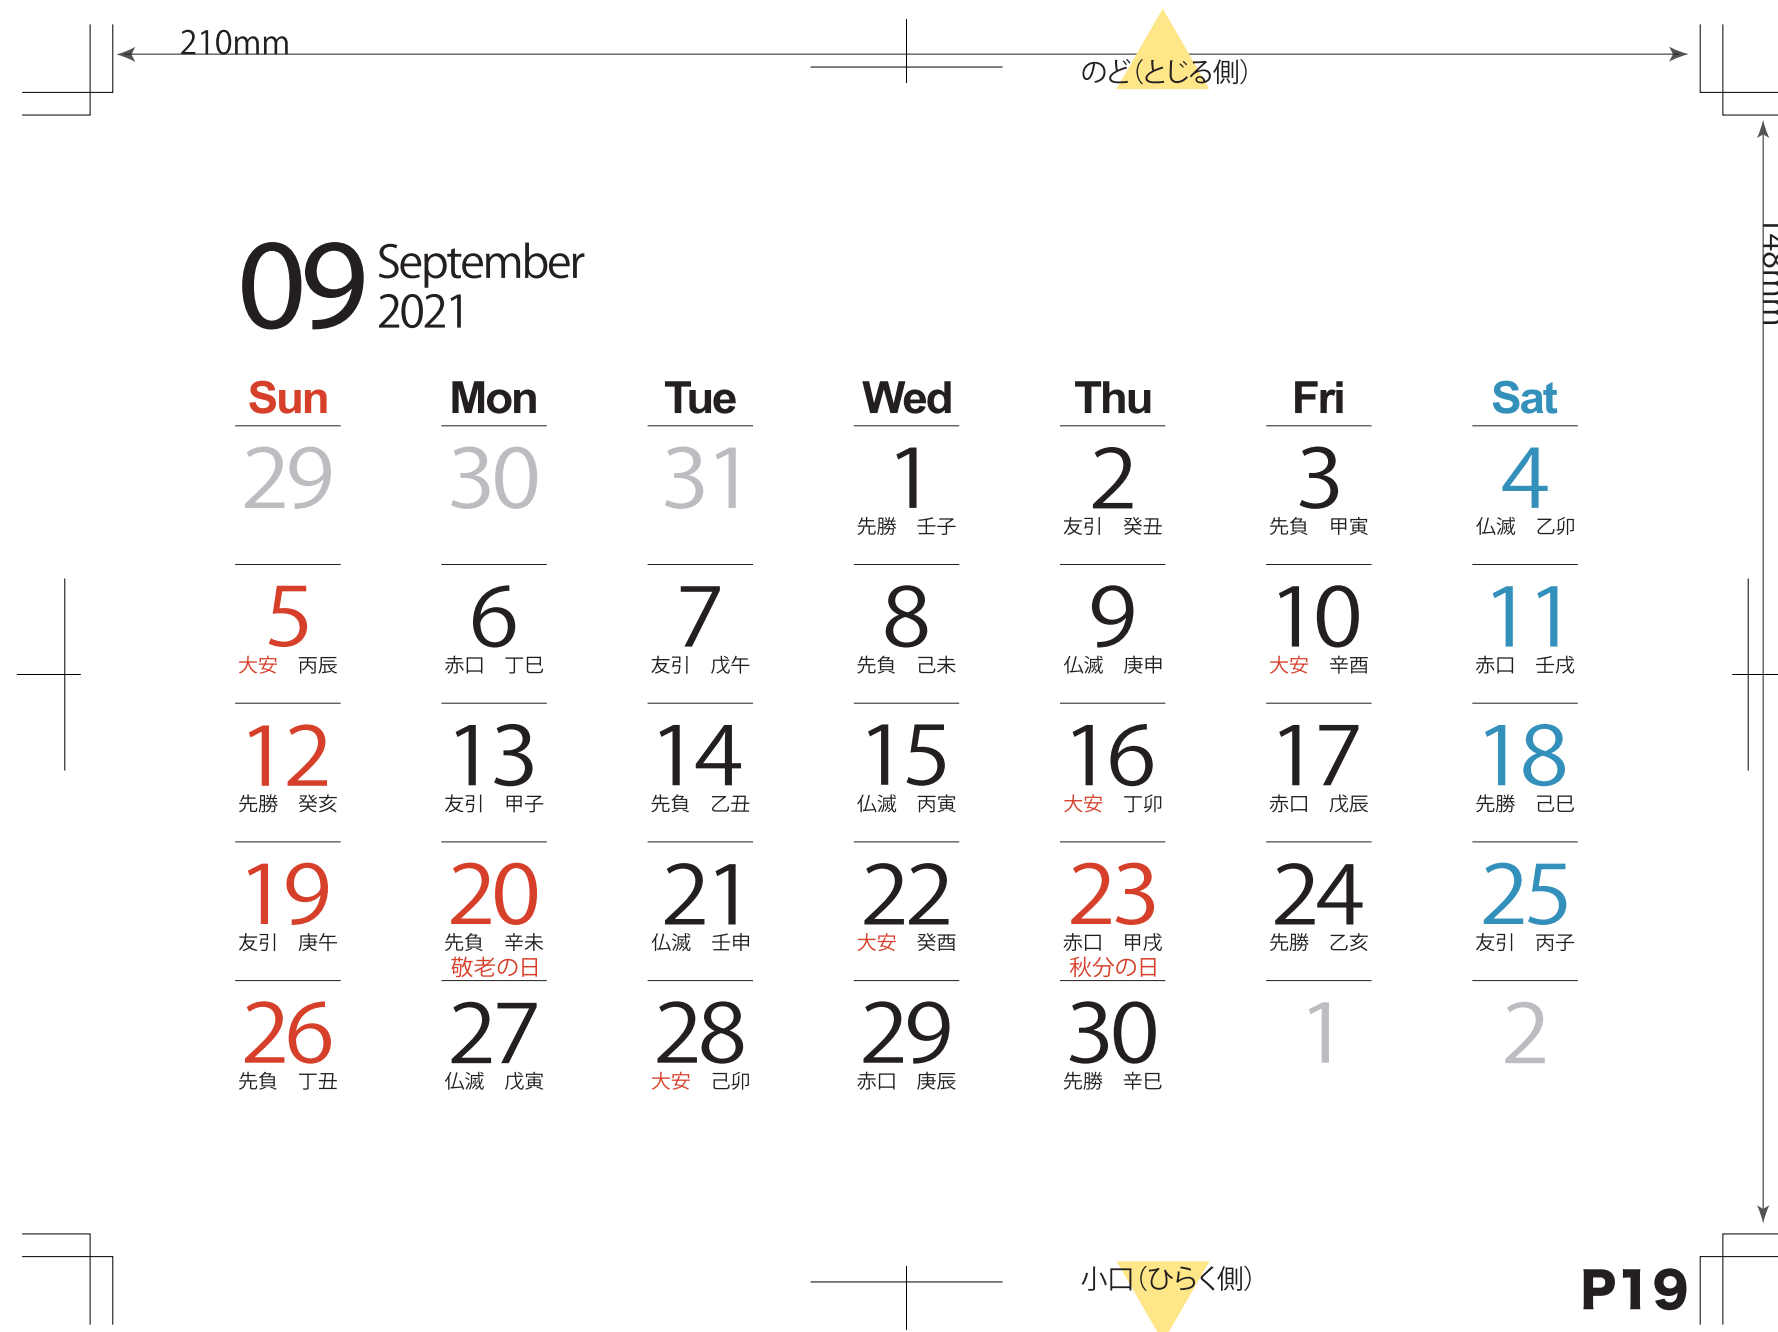 210mm
のど（とじる側）
148mm
09 September
2021
Sun Mon Tue Wed Thu Fri Sat
29 30 31 1 2 3 4
先勝 壬子 友引 癸丑 先負 甲寅 仏滅 乙卯
5 6 7 8 9 10 11
大安 丙辰 赤口 丁巳 友引 戊午 先負 己未 仏滅 庚申 大安 辛酉 赤口 壬戌
12 13 14 15 16 17 18
先勝 癸亥 友引 甲子 先負 乙丑 仏滅 丙寅 大安 丁卯 赤口 戊辰 先勝 己巳
19 20 21 22 23 24 25
友引 庚午 先負 辛未 仏滅 壬申 大安 癸酉 赤口 甲戌 先勝 乙亥 友引 丙子
敬老の日 秋分の日
26 27 28 29 30 1 2
先負 丁丑 仏滅 戊寅 大安 己卯 赤口 庚辰 先勝 辛巳
小口（ひらく側）
P19